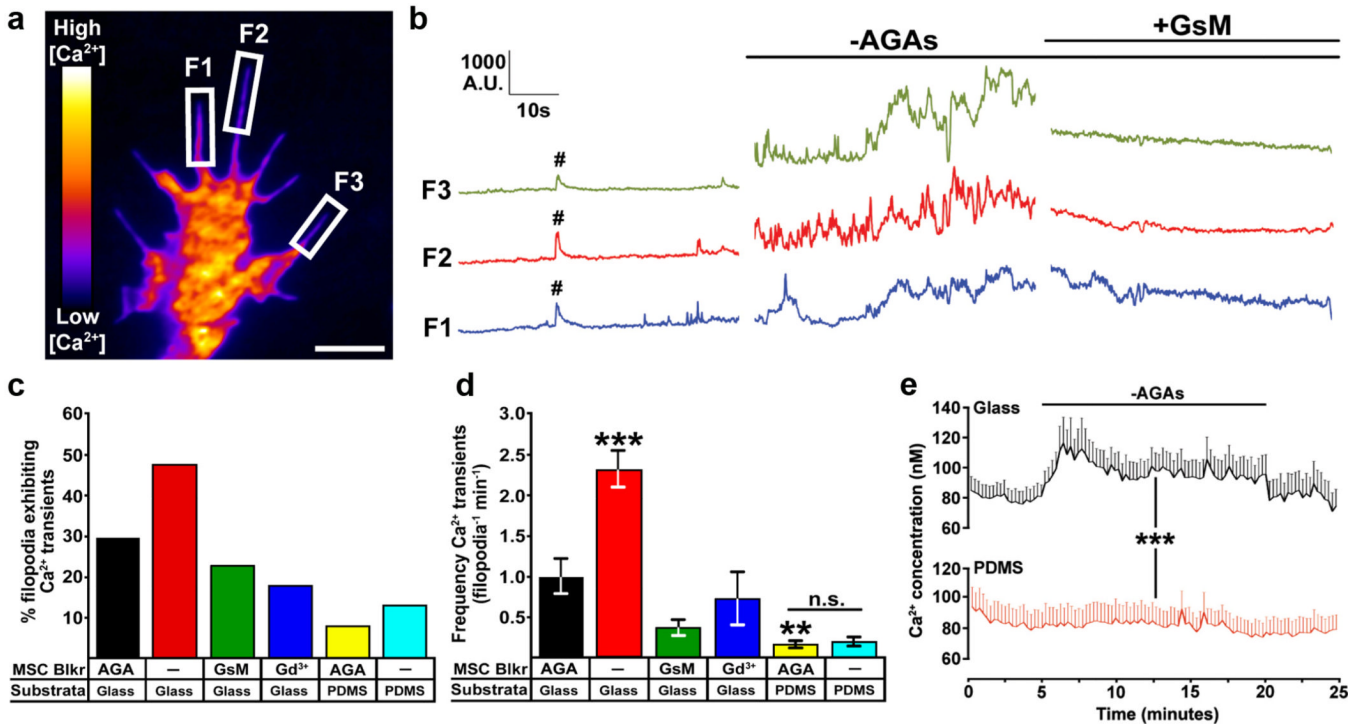 a
High
[Ca²⁺]
F1
F2
F3
Low
[Ca²⁺]
b
1000
A.U.
10s
-AGAs
+GsM
#
F3
#
F2
#
F1
c
% filopodia exhibiting
Ca²⁺ transients
60
50
40
30
20
10
MSC Blkr AGA – GsM Gd³⁺ AGA –
Substrata Glass Glass Glass Glass PDMS PDMS
d
Frequency Ca²⁺ transients
(filopodia⁻¹ min⁻¹)
3.0
2.5
2.0
1.5
1.0
0.5
***
**
n.s.
MSC Blkr AGA – GsM Gd³⁺ AGA –
Substrata Glass Glass Glass Glass PDMS PDMS
e
-AGAs
Glass
Ca²⁺ concentration (nM)
140
120
100
80
60
***
PDMS
120
100
80
60
0 5 10 15 20 25
Time (minutes)